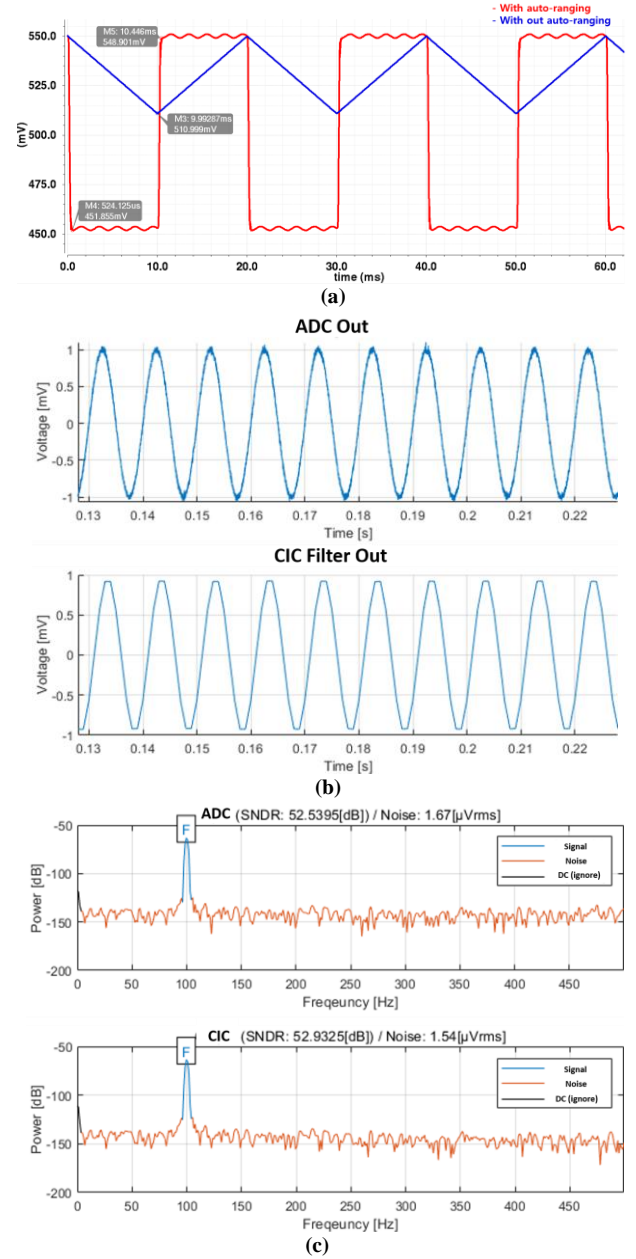 - With auto-ranging
- With out auto-ranging
550.0
525.0
500.0
475.0
450.0
(mV)
M5: 10.446ms
548.901mV
M3: 9.99287ms
510.999mV
M4: 524.125us
451.855mV
0.0 10.0 20.0 30.0 40.0 50.0 60.0
time (ms)
(a)
ADC Out
1
0.5
0
-0.5
-1
Voltage [mV]
0.13 0.14 0.15 0.16 0.17 0.18 0.19 0.2 0.21 0.22
Time [s]
CIC Filter Out
1
0.5
0
-0.5
-1
Voltage [mV]
0.13 0.14 0.15 0.16 0.17 0.18 0.19 0.2 0.21 0.22
Time [s]
(b)
ADC (SNDR: 52.5395[dB]) / Noise: 1.67[µVrms]
-50
-100
-150
-200
Power [dB]
F
Signal
Noise
DC (ignore)
0 50 100 150 200 250 300 350 400 450
Freqeuncy [Hz]
CIC (SNDR: 52.9325[dB]) / Noise: 1.54[µVrms]
-50
-100
-150
-200
Power [dB]
F
Signal
Noise
DC (ignore)
0 50 100 150 200 250 300 350 400 450
Freqeuncy [Hz]
(c)